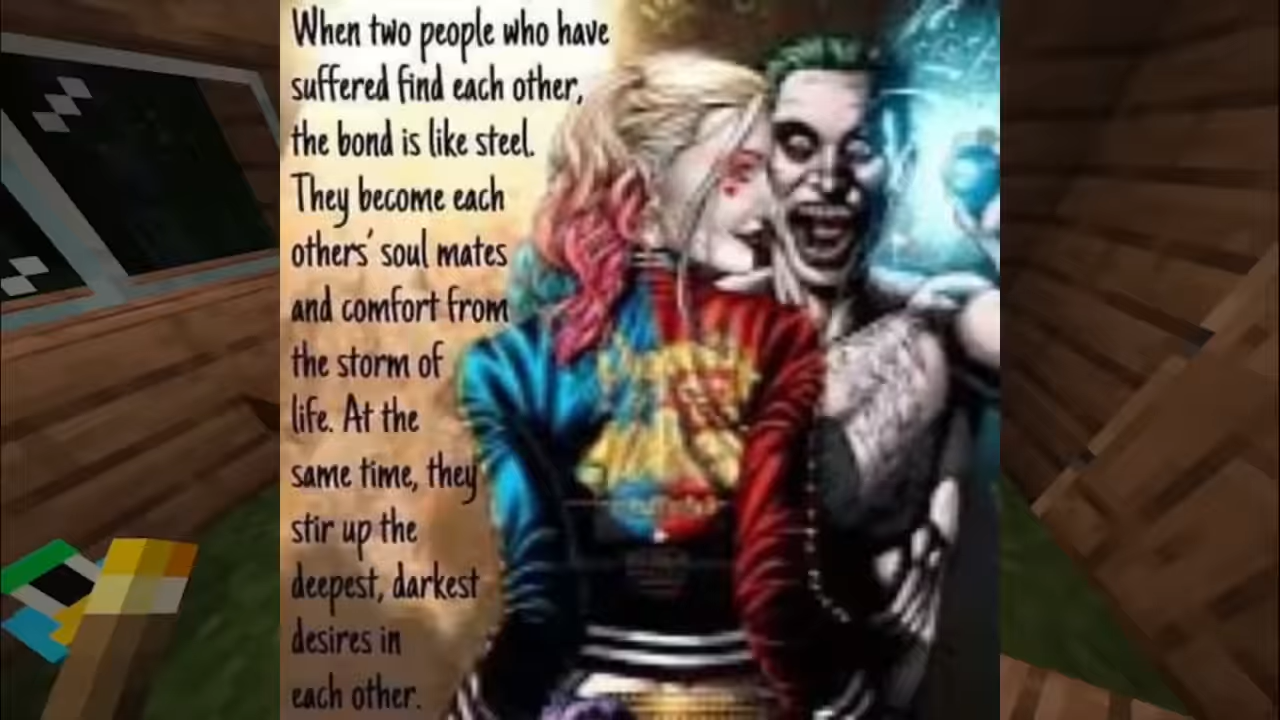 When two people who have
suffered find each other,
the bond is like steel.
They become each
others' soul mates
and comfort from
the storm of
life. At the
same time, they
stir up the
deepest, darkest
desires in
each other.